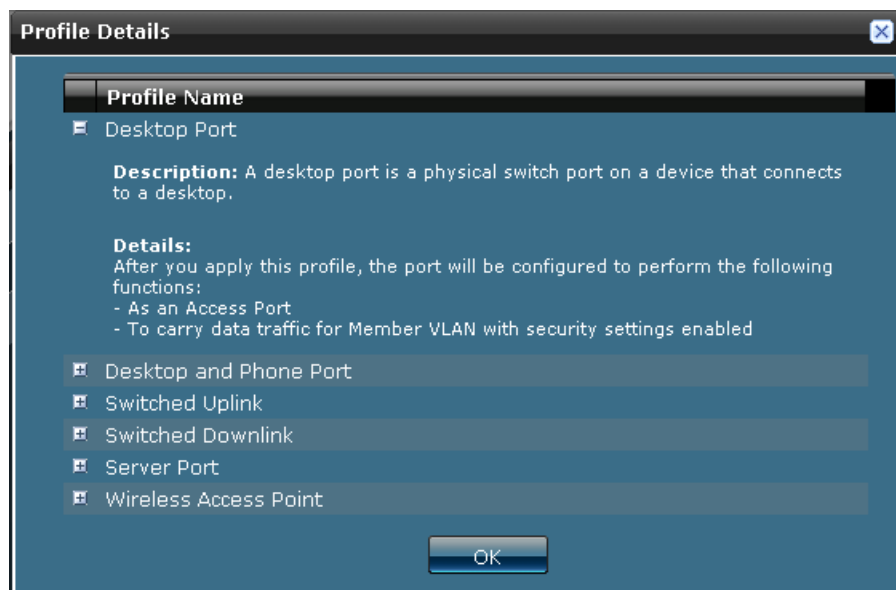 Profile Details
Profile Name
Desktop Port
Description: A desktop port is a physical switch port on a device that connects
to a desktop.
Details:
After you apply this profile, the port will be configured to perform the following
functions:
- As an Access Port
- To carry data traffic for Member VLAN with security settings enabled
Desktop and Phone Port
Switched Uplink
Switched Downlink
Server Port
Wireless Access Point
OK